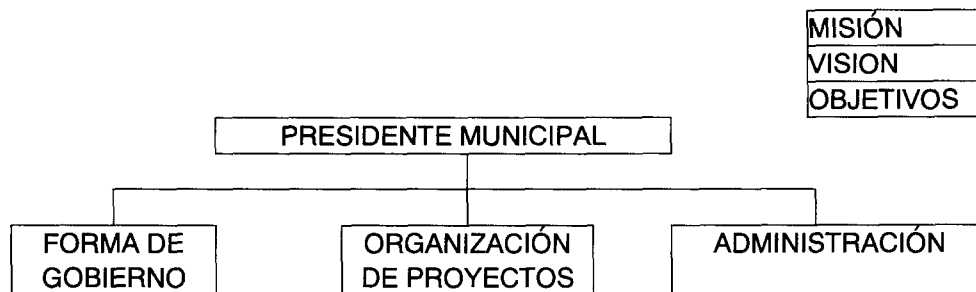 MISIÓN
VISION
OBJETIVOS
PRESIDENTE MUNICIPAL
FORMA DE
GOBIERNO
ORGANIZACIÓN
DE PROYECTOS
ADMINISTRACIÓN